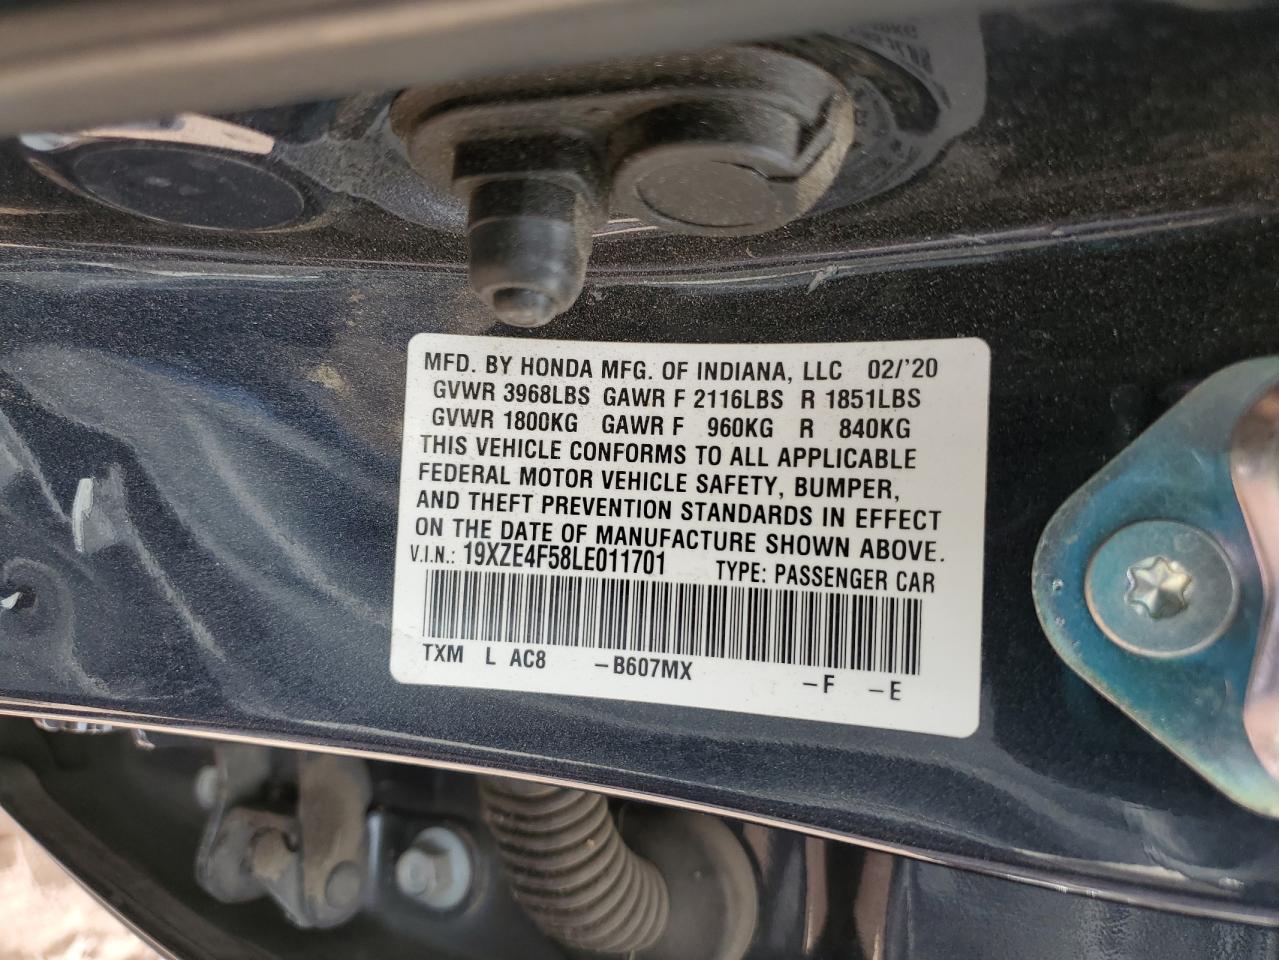 MFD. BY HONDA MFG. OF INDIANA, LLC 02/'20
GVWR 3968LBS GAWR F 2116LBS R 1851LBS
GVWR 1800KG GAWR F 960KG R 840KG
THIS VEHICLE CONFORMS TO ALL APPLICABLE
FEDERAL MOTOR VEHICLE SAFETY, BUMPER,
AND THEFT PREVENTION STANDARDS IN EFFECT
ON THE DATE OF MANUFACTURE SHOWN ABOVE.
V.I.N.: 19XZE4F58LE011701 TYPE: PASSENGER CAR
TXM L AC8 –B607MX –F –E